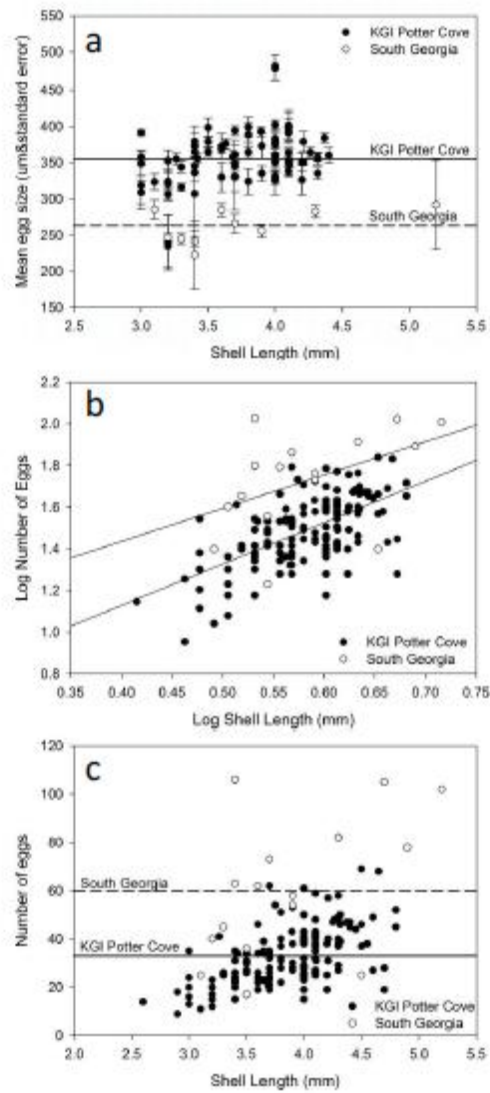 a
KGI Potter Cove
South Georgia
550
500
450
400
350
300
250
200
150
KGI Potter Cove
South Georgia
Mean egg size (um&standard error)
2.5 3.0 3.5 4.0 4.5 5.0 5.5
Shell Length (mm)
b
2.2
2.0
1.8
1.6
1.4
1.2
1.0
0.8
Log Number of Eggs
KGI Potter Cove
South Georgia
0.35 0.40 0.45 0.50 0.55 0.60 0.65 0.70 0.75
Log Shell Length (mm)
c
120
100
80
60
40
20
0
Number of eggs
South Georgia
KGI Potter Cove
KGI Potter Cove
South Georgia
2.0 2.5 3.0 3.5 4.0 4.5 5.0 5.5
Shell Length (mm)